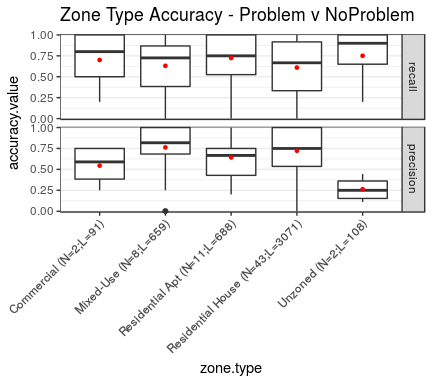 Zone Type Accuracy - Problem v NoProblem
accuracy.value
1.00
0.75
0.50
0.25
0.00
recall
1.00
0.75
0.50
0.25
0.00
precision
Commercial (N=2;L=91)
Mixed-Use (N=8;L=659)
Residential Apt (N=11;L=688)
Residential House (N=43;L=3071)
Unzoned (N=2;L=108)
zone.type